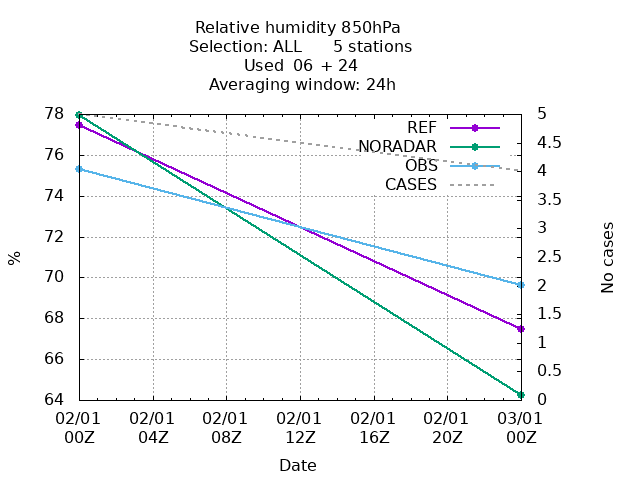 Relative humidity 850hPa
Selection: ALL 5 stations
Used 06 + 24
Averaging window: 24h
78
76
74
72
70
68
66
64
%
REF
NORADAR
OBS
CASES
5
4.5
4
3.5
3
2.5
2
1.5
1
0.5
0
No cases
02/01 02/01 02/01 02/01 02/01 02/01 03/01
00Z 04Z 08Z 12Z 16Z 20Z 00Z
Date